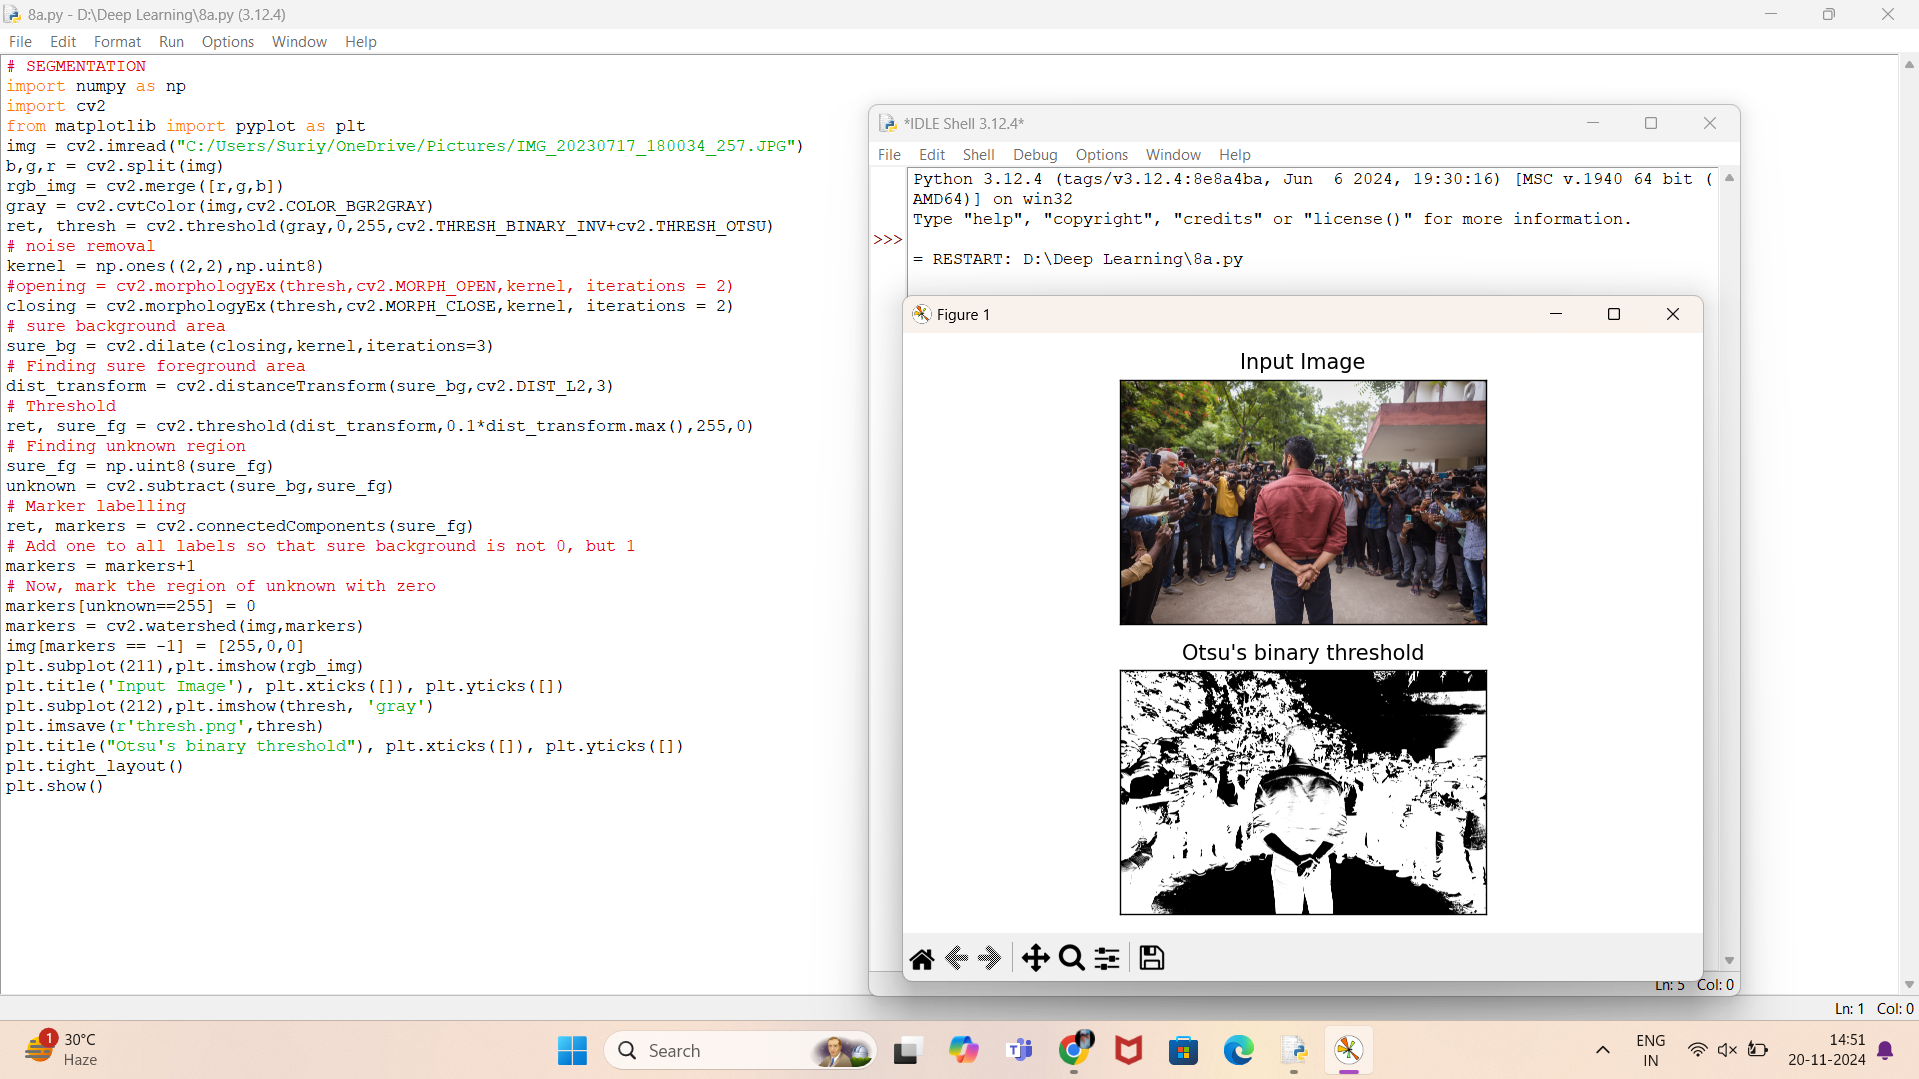 8a.py - D:\Deep Learning\8a.py (3.12.4)
File Edit Format Run Options Window Help
# SEGMENTATION
import numpy as np
import cv2
from matplotlib import pyplot as plt
img = cv2.imread("C:/Users/Suriy/OneDrive/Pictures/IMG_20230717_180034_257.JPG")
b,g,r = cv2.split(img)
rgb_img = cv2.merge([r,g,b])
gray = cv2.cvtColor(img,cv2.COLOR_BGR2GRAY)
ret, thresh = cv2.threshold(gray,0,255,cv2.THRESH_BINARY_INV+cv2.THRESH_OTSU)
# noise removal
kernel = np.ones((2,2),np.uint8)
#opening = cv2.morphologyEx(thresh,cv2.MORPH_OPEN,kernel, iterations = 2)
closing = cv2.morphologyEx(thresh,cv2.MORPH_CLOSE,kernel, iterations = 2)
# sure background area
sure_bg = cv2.dilate(closing,kernel,iterations=3)
# Finding sure foreground area
dist_transform = cv2.distanceTransform(sure_bg,cv2.DIST_L2,3)
# Threshold
ret, sure_fg = cv2.threshold(dist_transform,0.1*dist_transform.max(),255,0)
# Finding unknown region
sure_fg = np.uint8(sure_fg)
unknown = cv2.subtract(sure_bg,sure_fg)
# Marker labelling
ret, markers = cv2.connectedComponents(sure_fg)
# Add one to all labels so that sure background is not 0, but 1
markers = markers+1
# Now, mark the region of unknown with zero
markers[unknown==255] = 0
markers = cv2.watershed(img,markers)
img[markers == -1] = [255,0,0]
plt.subplot(211),plt.imshow(rgb_img)
plt.title('Input Image'), plt.xticks([]), plt.yticks([])
plt.subplot(212),plt.imshow(thresh, 'gray')
plt.imsave(r'thresh.png',thresh)
plt.title("Otsu's binary threshold"), plt.xticks([]), plt.yticks([])
plt.tight_layout()
plt.show()
*IDLE Shell 3.12.4*
File Edit Shell Debug Options Window Help
Python 3.12.4 (tags/v3.12.4:8e8a4ba, Jun  6 2024, 19:30:16) [MSC v.1940 64 bit (
AMD64)] on win32
Type "help", "copyright", "credits" or "license()" for more information.
>>>
= RESTART: D:\Deep Learning\8a.py
Figure 1
Input Image
Otsu's binary threshold
Ln: 5 Col: 0
Ln: 1 Col: 0
1
30°C
Haze
Search
ENG
IN
14:51
20-11-2024